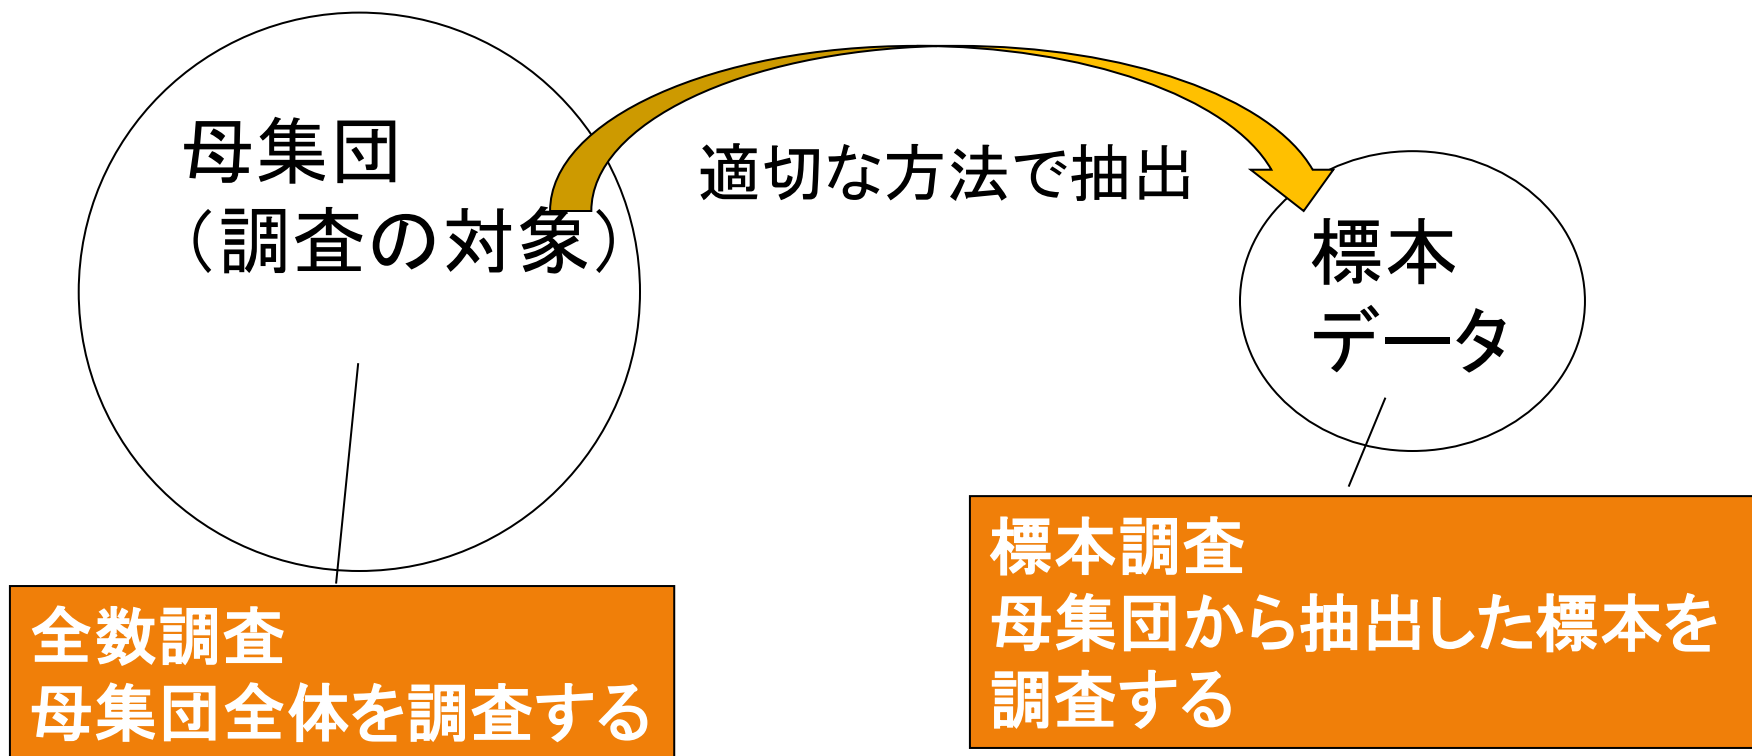 母集団
（調査の対象）
適切な方法で抽出
標本
データ
全数調査
母集団全体を調査する
標本調査
母集団から抽出した標本を
調査する